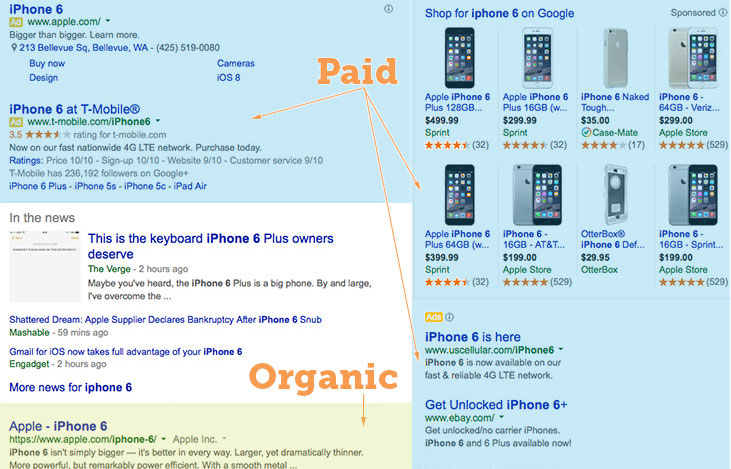 iPhone 6
Ad www.apple.com/
Bigger than bigger. Learn more.
213 Bellevue Sq, Bellevue, WA - (425) 519-0080
Buy now Cameras
Design iOS 8
iPhone 6 at T-Mobile®
Ad www.t-mobile.com/iPhone6
3.5 rating for t-mobile.com
Now on our fast nationwide 4G LTE network. Purchase today.
Ratings: Price 10/10 - Sign-up 10/10 - Website 9/10 - Customer service 9/10
T-Mobile has 236,192 followers on Google+
iPhone 6 Plus - iPhone 5s - iPhone 5c - iPad Air
Paid
In the news
This is the keyboard iPhone 6 Plus owners
deserve
The Verge - 2 hours ago
Maybe you've heard, the iPhone 6 Plus is a big phone. By and large,
I've overcome the ...
Shattered Dream: Apple Supplier Declares Bankruptcy After iPhone 6 Snub
Mashable - 59 mins ago
Gmail for iOS now takes full advantage of your iPhone 6
Engadget - 2 hours ago
More news for iphone 6
Organic
Apple - iPhone 6
https://www.apple.com/iphone-6/ Apple Inc.
iPhone 6 isn't simply bigger — it's better in every way. Larger, yet dramatically thinner.
More powerful, but remarkably power efficient. With a smooth metal ...
Shop for iphone 6 on Google Sponsored
Apple iPhone 6
Plus 128G...
$499.99
Sprint
(32)
Apple iPhone 6
Plus 16GB (w...
$299.99
Sprint
(32)
iPhone 6 Naked
Tough...
$35.00
Case-Mate
(17)
iPhone 6 -
64GB - Veriz...
$299.00
Apple Store
(529)
Apple iPhone 6
Plus 64GB (w...
$399.99
Sprint
(32)
iPhone 6 -
16GB - AT&T...
$199.00
Apple Store
(529)
OtterBox®
iPhone 6 Def...
$29.95
OtterBox
iPhone 6 -
16GB - Sprint...
$199.00
Apple Store
(529)
Ads
iPhone 6 is here
www.uscellular.com/iPhone6
iPhone 6 is now available on our
fast & reliable 4G LTE network.
Get Unlocked iPhone 6+
www.ebay.com/
Get unlocked/no carrier iPhones.
iPhone 6 and 6 Plus available now!